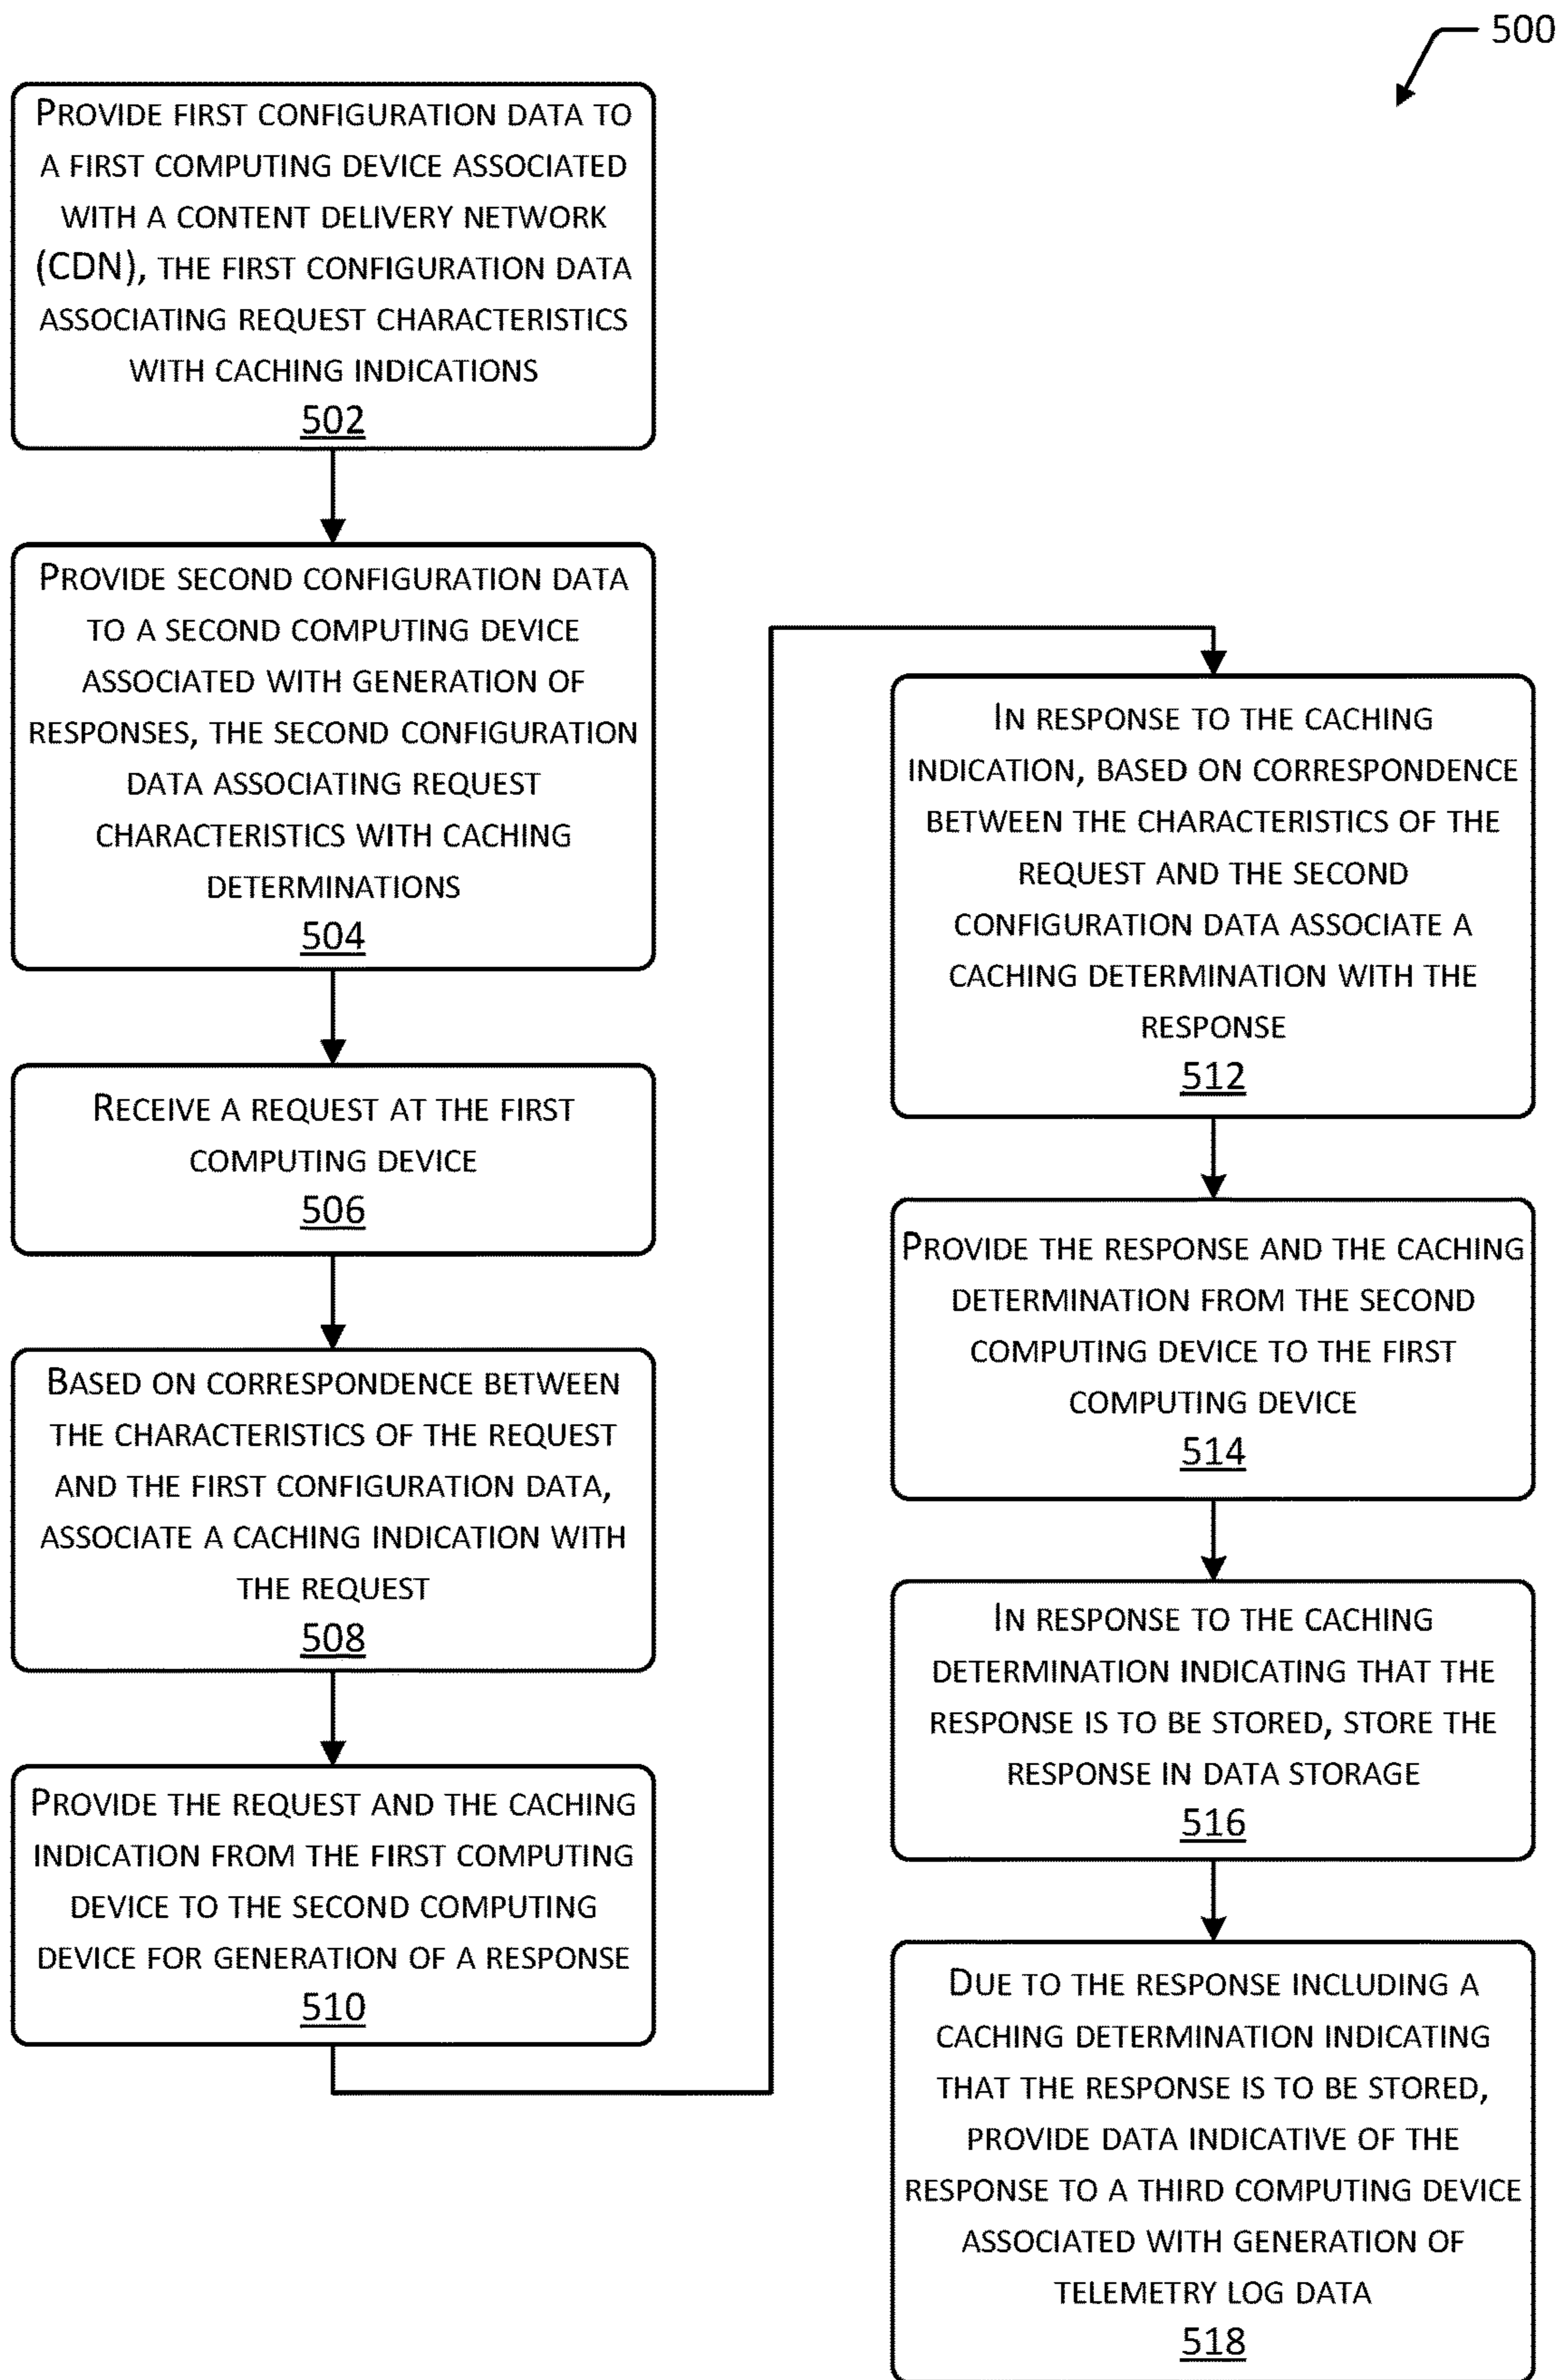 500
PROVIDE FIRST CONFIGURATION DATA TO
A FIRST COMPUTING DEVICE ASSOCIATED
WITH A CONTENT DELIVERY NETWORK
(CDN), THE FIRST CONFIGURATION DATA
ASSOCIATING REQUEST CHARACTERISTICS
WITH CACHING INDICATIONS
502
PROVIDE SECOND CONFIGURATION DATA
TO A SECOND COMPUTING DEVICE
ASSOCIATED WITH GENERATION OF
RESPONSES, THE SECOND CONFIGURATION
DATA ASSOCIATING REQUEST
CHARACTERISTICS WITH CACHING
DETERMINATIONS
504
RECEIVE A REQUEST AT THE FIRST
COMPUTING DEVICE
506
BASED ON CORRESPONDENCE BETWEEN
THE CHARACTERISTICS OF THE REQUEST
AND THE FIRST CONFIGURATION DATA,
ASSOCIATE A CACHING INDICATION WITH
THE REQUEST
508
PROVIDE THE REQUEST AND THE CACHING
INDICATION FROM THE FIRST COMPUTING
DEVICE TO THE SECOND COMPUTING
DEVICE FOR GENERATION OF A RESPONSE
510
IN RESPONSE TO THE CACHING
INDICATION, BASED ON CORRESPONDENCE
BETWEEN THE CHARACTERISTICS OF THE
REQUEST AND THE SECOND
CONFIGURATION DATA ASSOCIATE A
CACHING DETERMINATION WITH THE
RESPONSE
512
PROVIDE THE RESPONSE AND THE CACHING
DETERMINATION FROM THE SECOND
COMPUTING DEVICE TO THE FIRST
COMPUTING DEVICE
514
IN RESPONSE TO THE CACHING
DETERMINATION INDICATING THAT THE
RESPONSE IS TO BE STORED, STORE THE
RESPONSE IN DATA STORAGE
516
DUE TO THE RESPONSE INCLUDING A
CACHING DETERMINATION INDICATING
THAT THE RESPONSE IS TO BE STORED,
PROVIDE DATA INDICATIVE OF THE
RESPONSE TO A THIRD COMPUTING DEVICE
ASSOCIATED WITH GENERATION OF
TELEMETRY LOG DATA
518